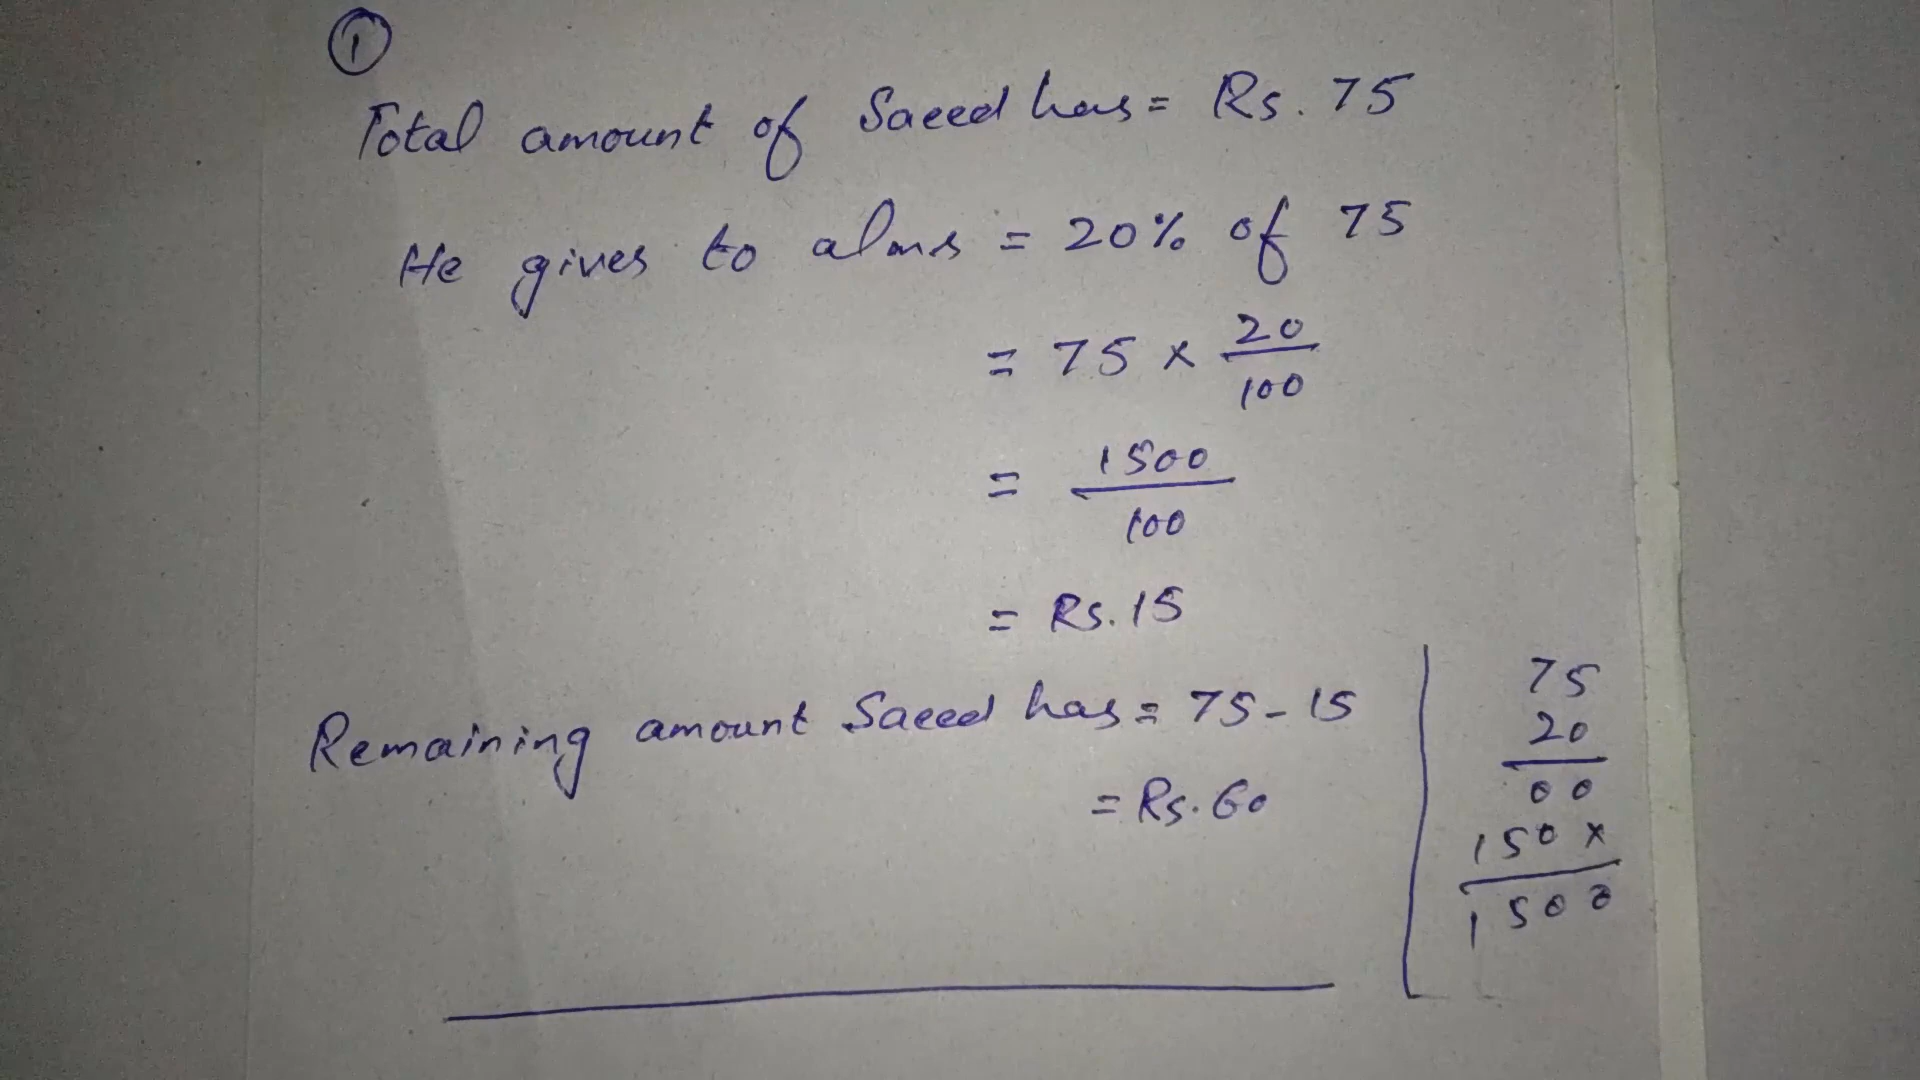 1
Total amount of Saeed has = Rs. 75
He gives to alms = 20% of 75
= 75 × 20/100
= 1500/100
= Rs. 15
Remaining amount Saeed has = 75 - 15
= Rs. 60
75
20
00
150 ×
1500